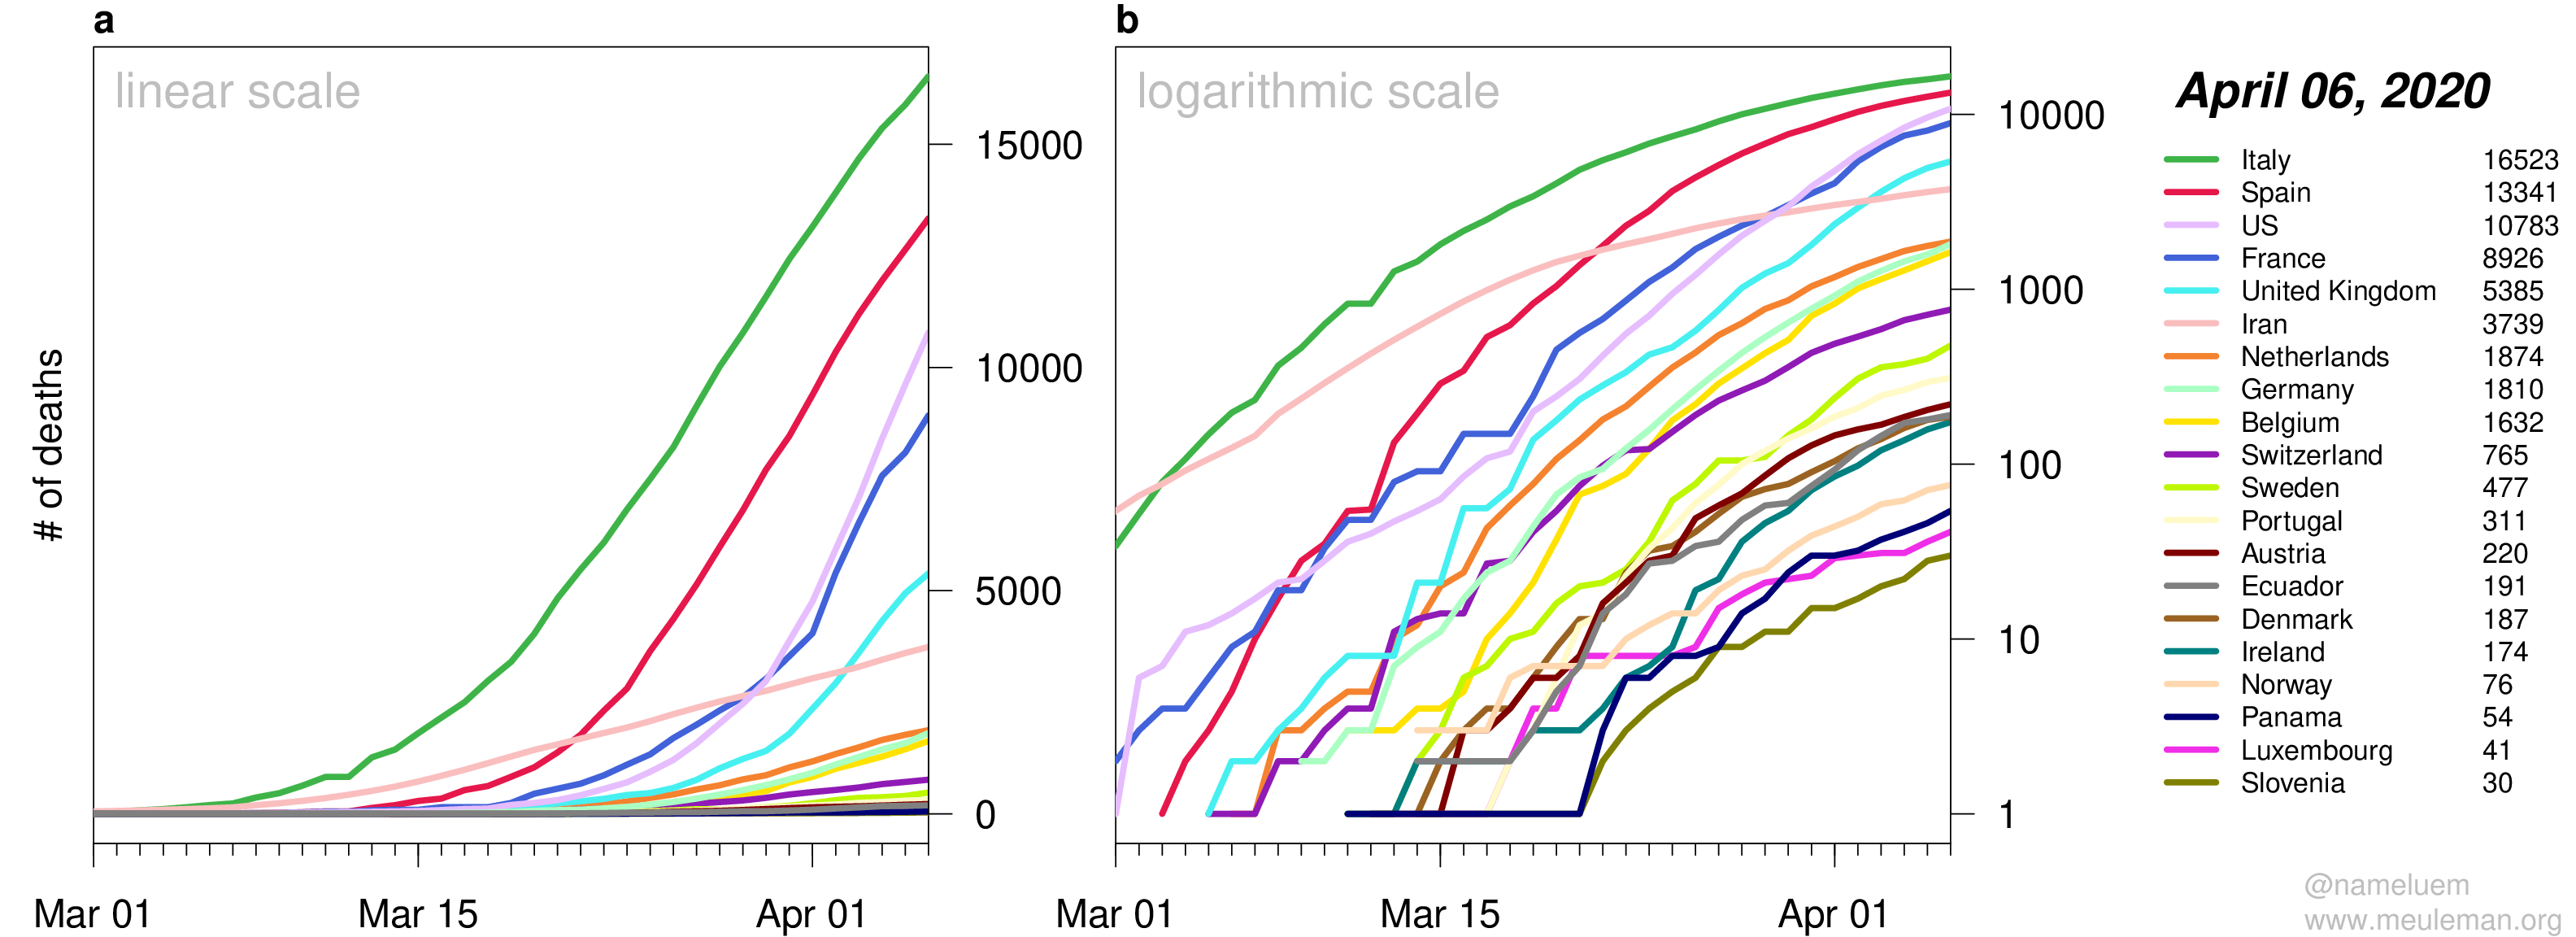 a
linear scale
# of deaths
15000
10000
5000
0
Mar 01 Mar 15 Apr 01
b
logarithmic scale
10000
1000
100
10
1
Mar 01 Mar 15 Apr 01
April 06, 2020
Italy 16523
Spain 13341
US 10783
France 8926
United Kingdom 5385
Iran 3739
Netherlands 1874
Germany 1810
Belgium 1632
Switzerland 765
Sweden 477
Portugal 311
Austria 220
Ecuador 191
Denmark 187
Ireland 174
Norway 76
Panama 54
Luxembourg 41
Slovenia 30
@nameluem
www.meuleman.org